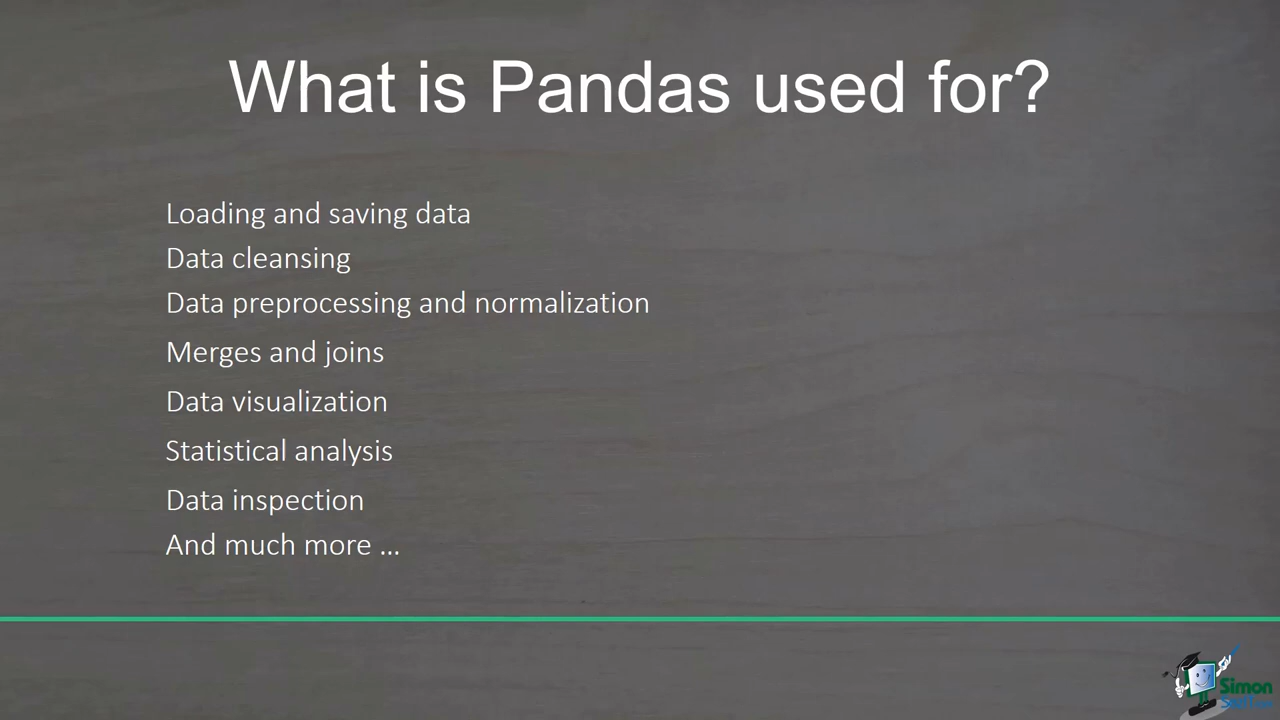 What is Pandas used for?
Loading and saving data
Data cleansing
Data preprocessing and normalization
Merges and joins
Data visualization
Statistical analysis
Data inspection
And much more ...
Simon